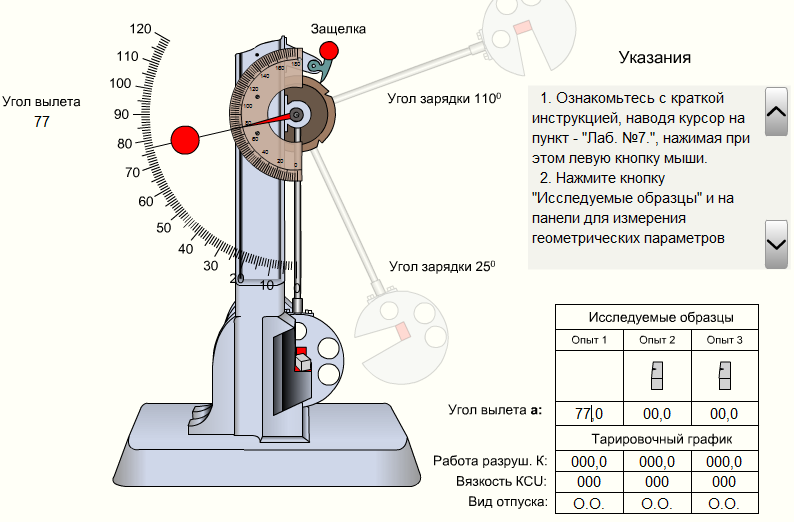 Защелка
Указания
120
110
100
90
80
70
60
50
40
30
20
10
0
Угол вылета
77
Угол зарядки 110⁰
Угол зарядки 25⁰
1. Ознакомьтесь с краткой
инструкцией, наводя курсор на
пункт - "Лаб. №7.", нажимая при
этом левую кнопку мыши.
2. Нажмите кнопку
"Исследуемые образцы" и на
панели для измерения
геометрических параметров
Исследуемые образцы
Опыт 1 Опыт 2 Опыт 3
Угол вылета а: 77,0 00,0 00,0
Тарировочный график
Работа разруш. К: 000,0 000,0 000,0
Вязкость KCU: 000 000 000
Вид отпуска: О.О. О.О. О.О.